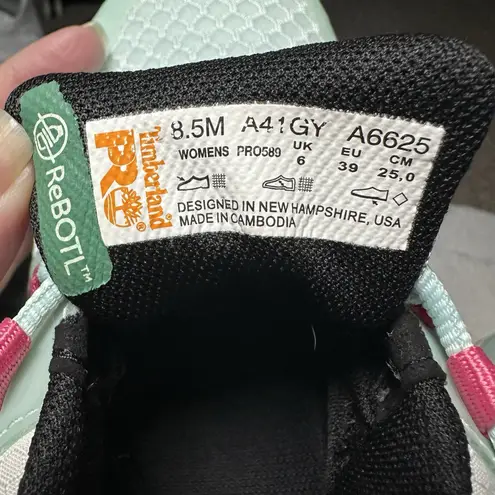 ReBOTL™
Timberland®
PRO
8.5M A41GY A6625
WOMENS PRO589 UK EU CM
6 39 25,0
DESIGNED IN NEW HAMPSHIRE, USA
MADE IN CAMBODIA